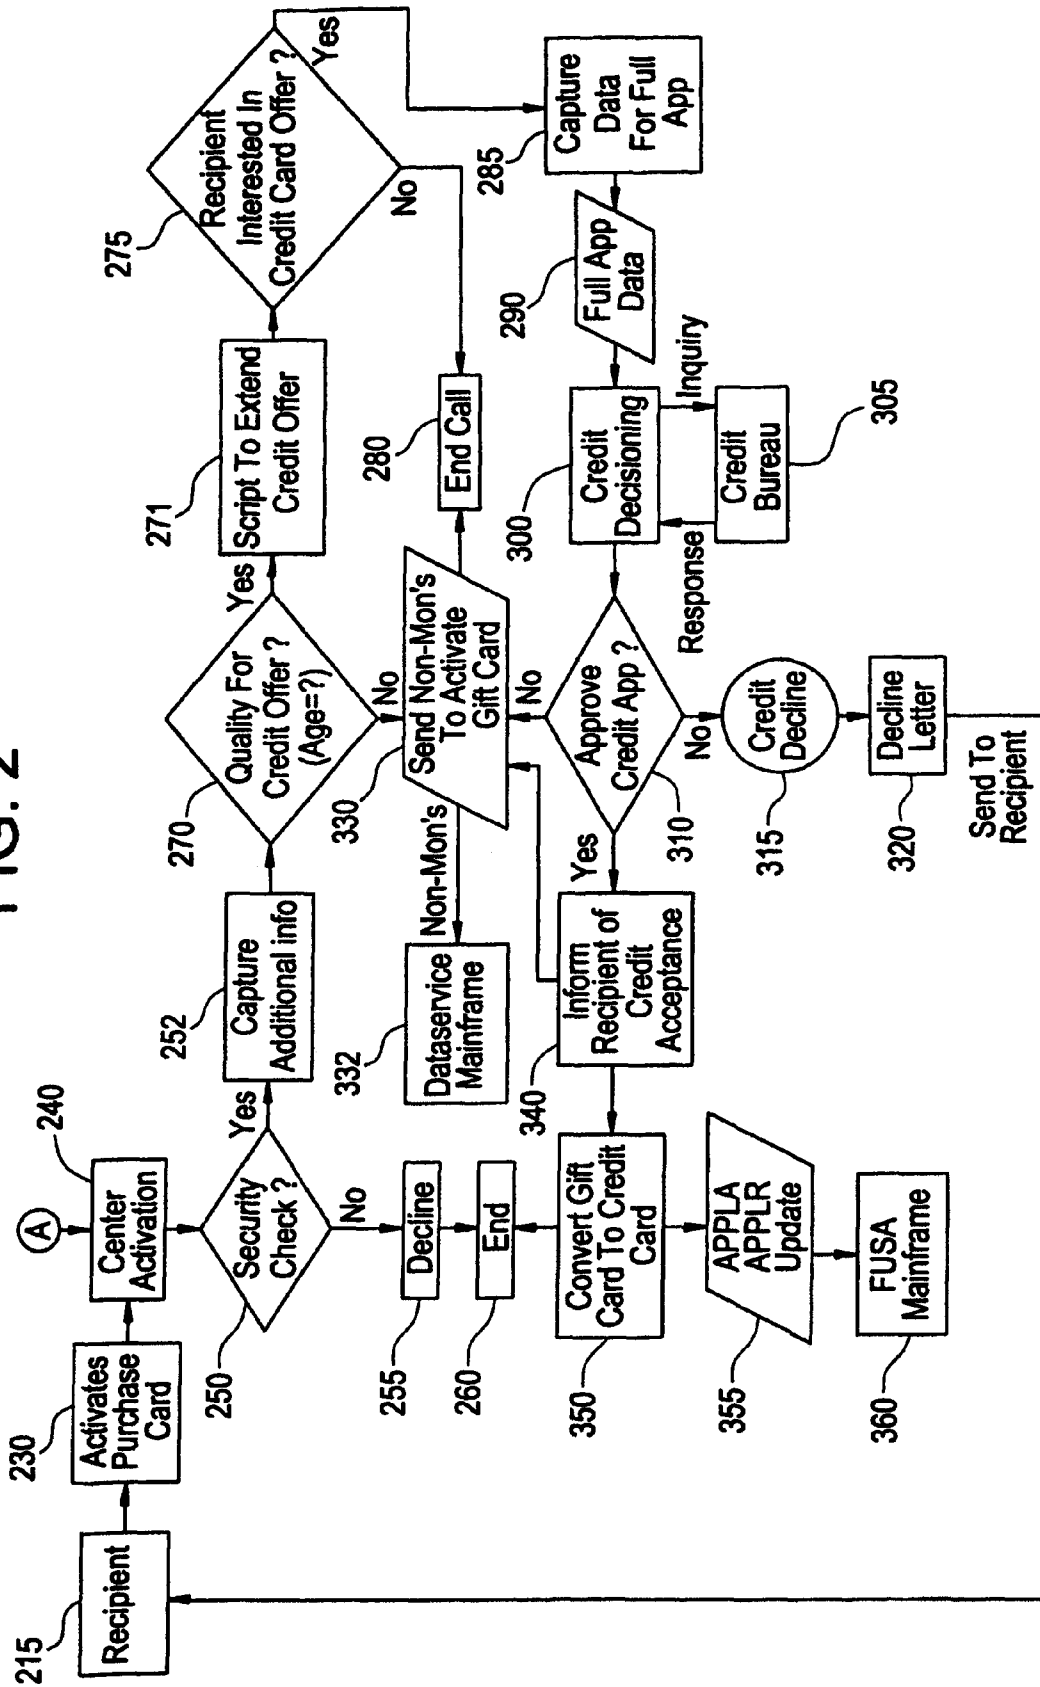 FIG. 2
215
Recipient
230
Activates
Purchase
Card
A
240
Center
Activation
250
Security
Check ?
Yes
No
252
Capture
Additional info
270
Quality For
Credit Offer ?
(Age=?)
Yes
No
271
Script To Extend
Credit Offer
275
Recipient
Interested In
Credit Card Offer ?
Yes
No
255
Decline
260
End
332
Dataservice
Mainframe
Non-Mon's
330
Send Non-Mon's
To Activate
Gift Card
280
End Call
285
Capture
Data
For Full
App
290
Full App
Data
300
Credit
Decisioning
Inquiry
Response
Credit
Bureau
305
310
Approve
Credit App ?
No
Yes
No
340
Inform
Recipient of
Credit
Acceptance
350
Convert Gift
Card To Credit
Card
315
Credit
Decline
320
Decline
Letter
Send To
Recipient
355
APPLA
APPLR
Update
360
FUSA
Mainframe